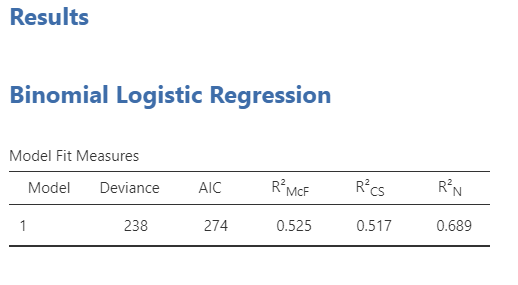 Results
Binomial Logistic Regression
Model Fit Measures
Model Deviance AIC R²McF R²CS R²N
1 238 274 0.525 0.517 0.689